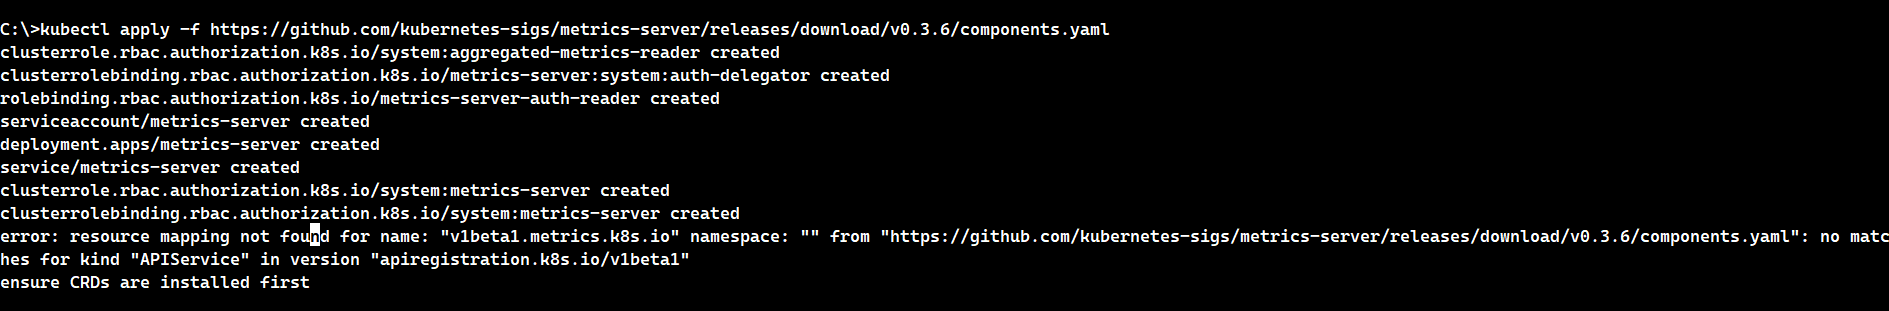 C:\>kubectl apply -f https://github.com/kubernetes-sigs/metrics-server/releases/download/v0.3.6/components.yaml
clusterrole.rbac.authorization.k8s.io/system:aggregated-metrics-reader created
clusterrolebinding.rbac.authorization.k8s.io/metrics-server:system:auth-delegator created
rolebinding.rbac.authorization.k8s.io/metrics-server-auth-reader created
serviceaccount/metrics-server created
deployment.apps/metrics-server created
service/metrics-server created
clusterrole.rbac.authorization.k8s.io/system:metrics-server created
clusterrolebinding.rbac.authorization.k8s.io/system:metrics-server created
error: resource mapping not found for name: "v1beta1.metrics.k8s.io" namespace: "" from "https://github.com/kubernetes-sigs/metrics-server/releases/download/v0.3.6/components.yaml": no matc
hes for kind "APIService" in version "apiregistration.k8s.io/v1beta1"
ensure CRDs are installed first